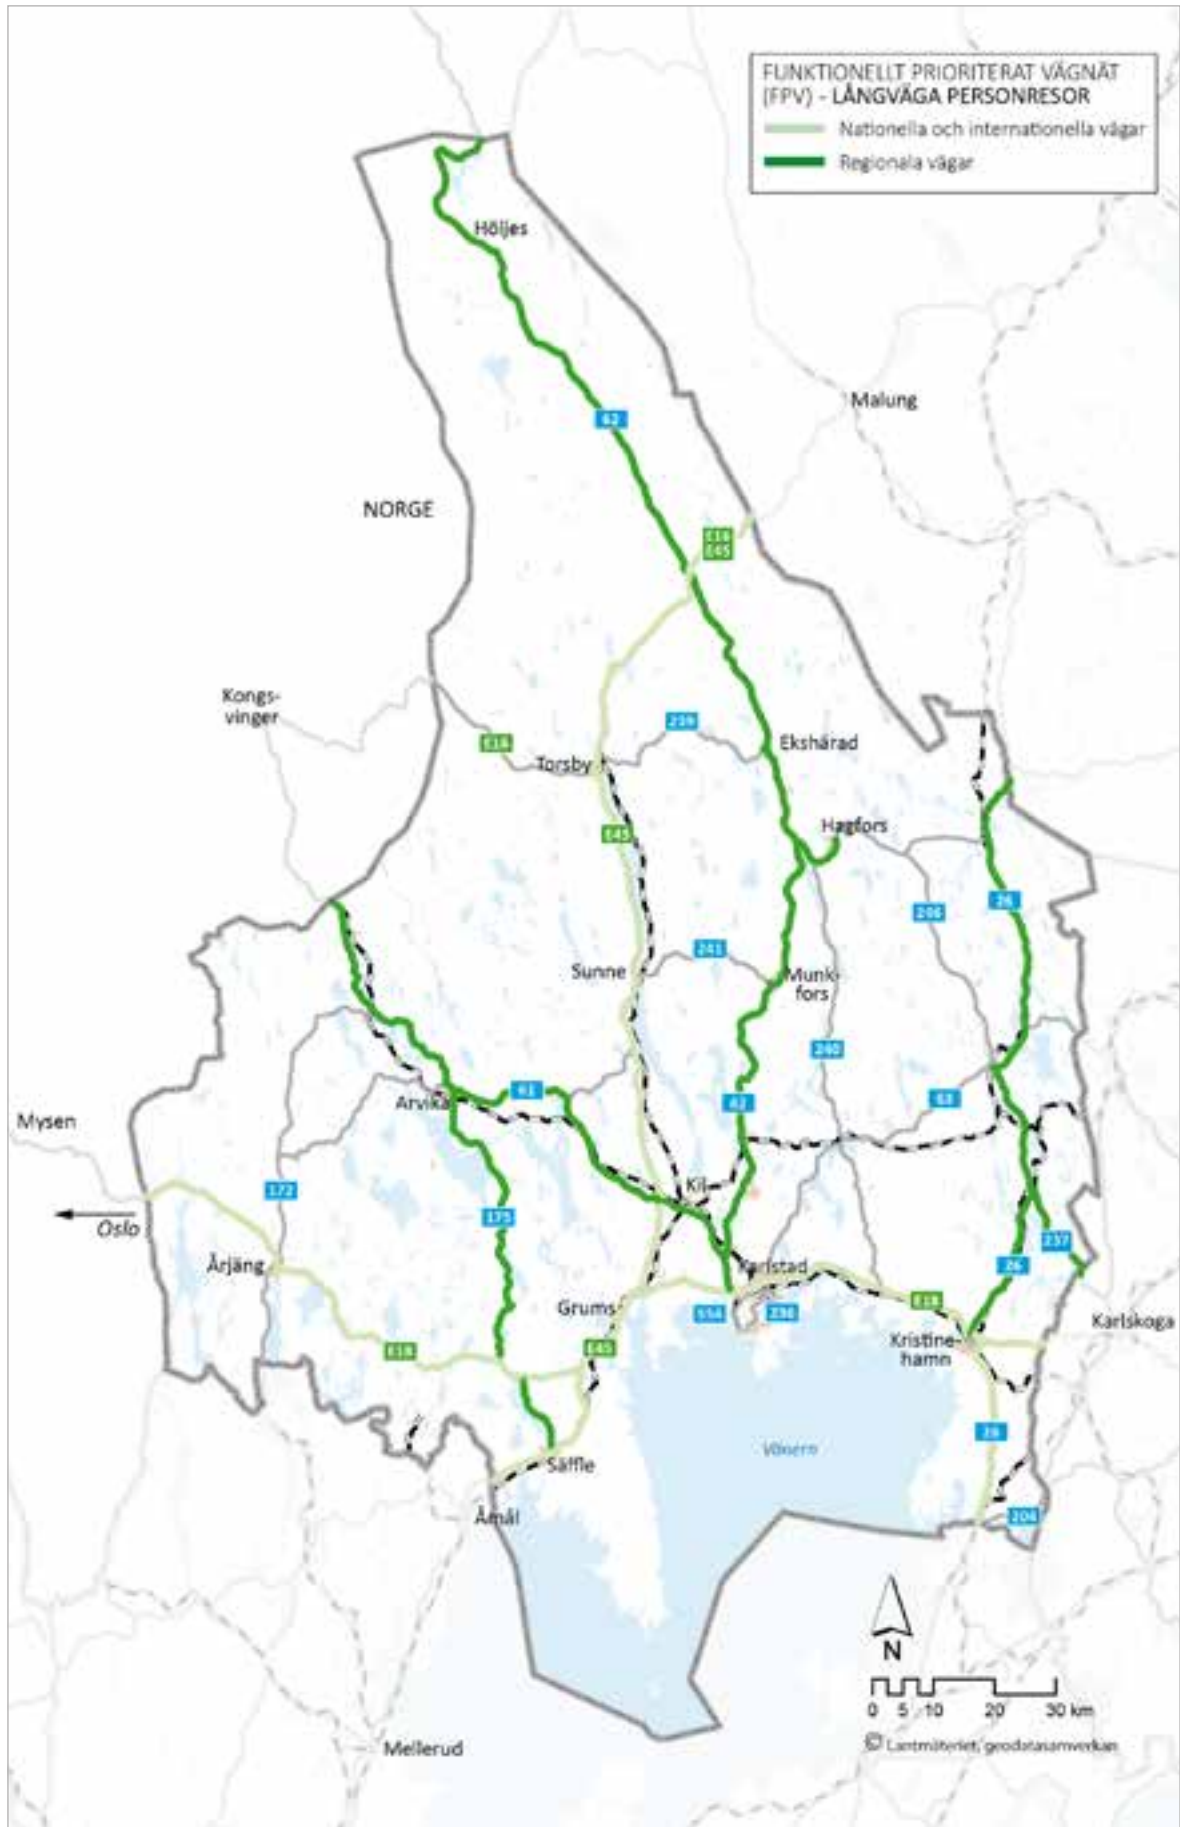 FUNKTIONELLT PRIORITERAT VÄGNÄT
(FPV) - LÅNGVÄGA PERSONRESOR
Nationella och internationella vägar
Regionala vägar
Höljes
Malung
62
NORGE
E16
E45
Kongs-
vinger
239
E16
Ekshärad
Torsby
Hagfors
E45
26
246
241
Sunne
Munk-
fors
240
61
62
63
Arvika
Mysen
Kil
172
175
Oslo
237
Årjäng
Karlstad
26
E18
Grums
554
236
Karlskoga
Kristine-
hamn
E18
E45
26
Vänern
Säffle
Åmål
204
N
0 5 10 20 30 km
© Lantmäteriet, geodatasamverkan
Mellerud